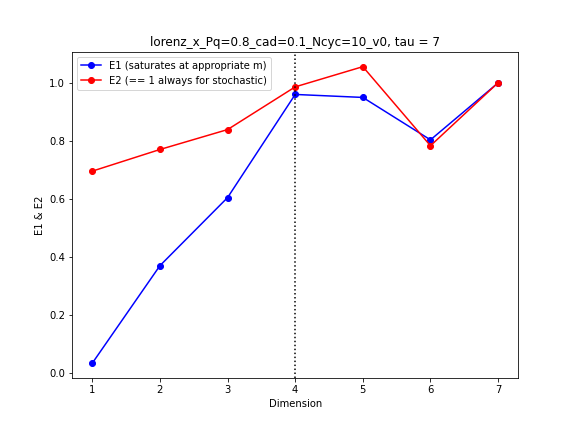 lorenz_x_Pq=0.8_cad=0.1_Ncyc=10_v0, tau = 7
E1 (saturates at appropriate m)
E2 (== 1 always for stochastic)
E1 & E2
1.0
0.8
0.6
0.4
0.2
0.0
1 2 3 4 5 6 7
Dimension